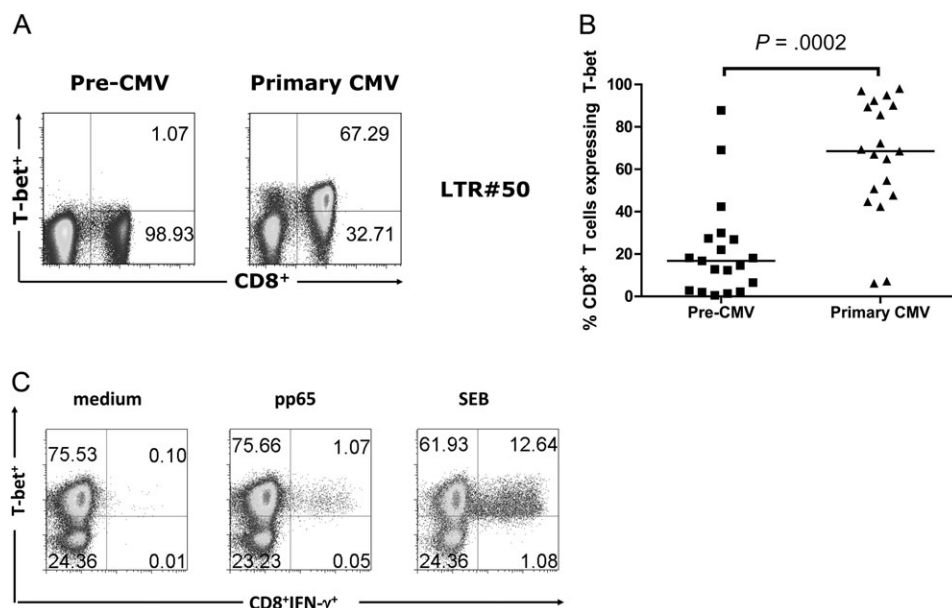 A
Pre-CMV
Primary CMV
T-bet⁺
1.07
98.93
67.29
32.71
CD8⁺
LTR#50
B
P = .0002
% CD8⁺ T cells expressing T-bet
100
80
60
40
20
0
Pre-CMV
Primary CMV
C
medium
pp65
SEB
T-bet⁺
75.53
0.10
24.36
0.01
75.66
1.07
23.23
0.05
61.93
12.64
24.36
1.08
CD8⁺IFN-γ⁺